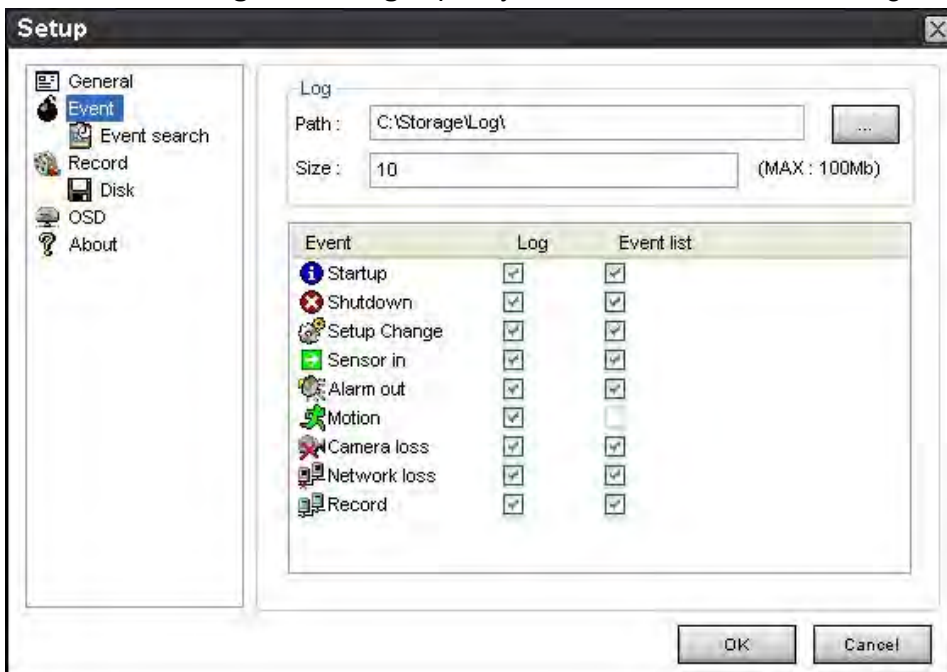 Setup
General
Event
Event search
Record
Disk
OSD
About
Log
Path : C:\Storage\Log\ ...
Size : 10 (MAX : 100Mb)
Event Log Event list
Startup
Shutdown
Setup Change
Sensor in
Alarm out
Motion
Camera loss
Network loss
Record
OK Cancel